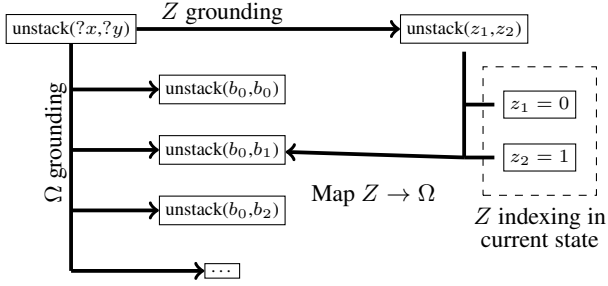 Z grounding
unstack(?x,?y)
unstack(z₁,z₂)
Ω grounding
unstack(b₀,b₀)
z₁ = 0
unstack(b₀,b₁)
z₂ = 1
Map Z → Ω
unstack(b₀,b₂)
Z indexing in
current state
...